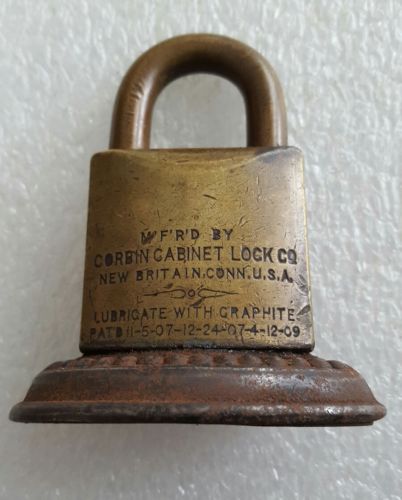 M'F'R'D BY
CORBIN CABINET LOCK CO
NEW BRITAIN.CONN.U.S.A.
LUBRICATE WITH GRAPHITE
PAT'D 11-5-07-12-24-07-4-12-09